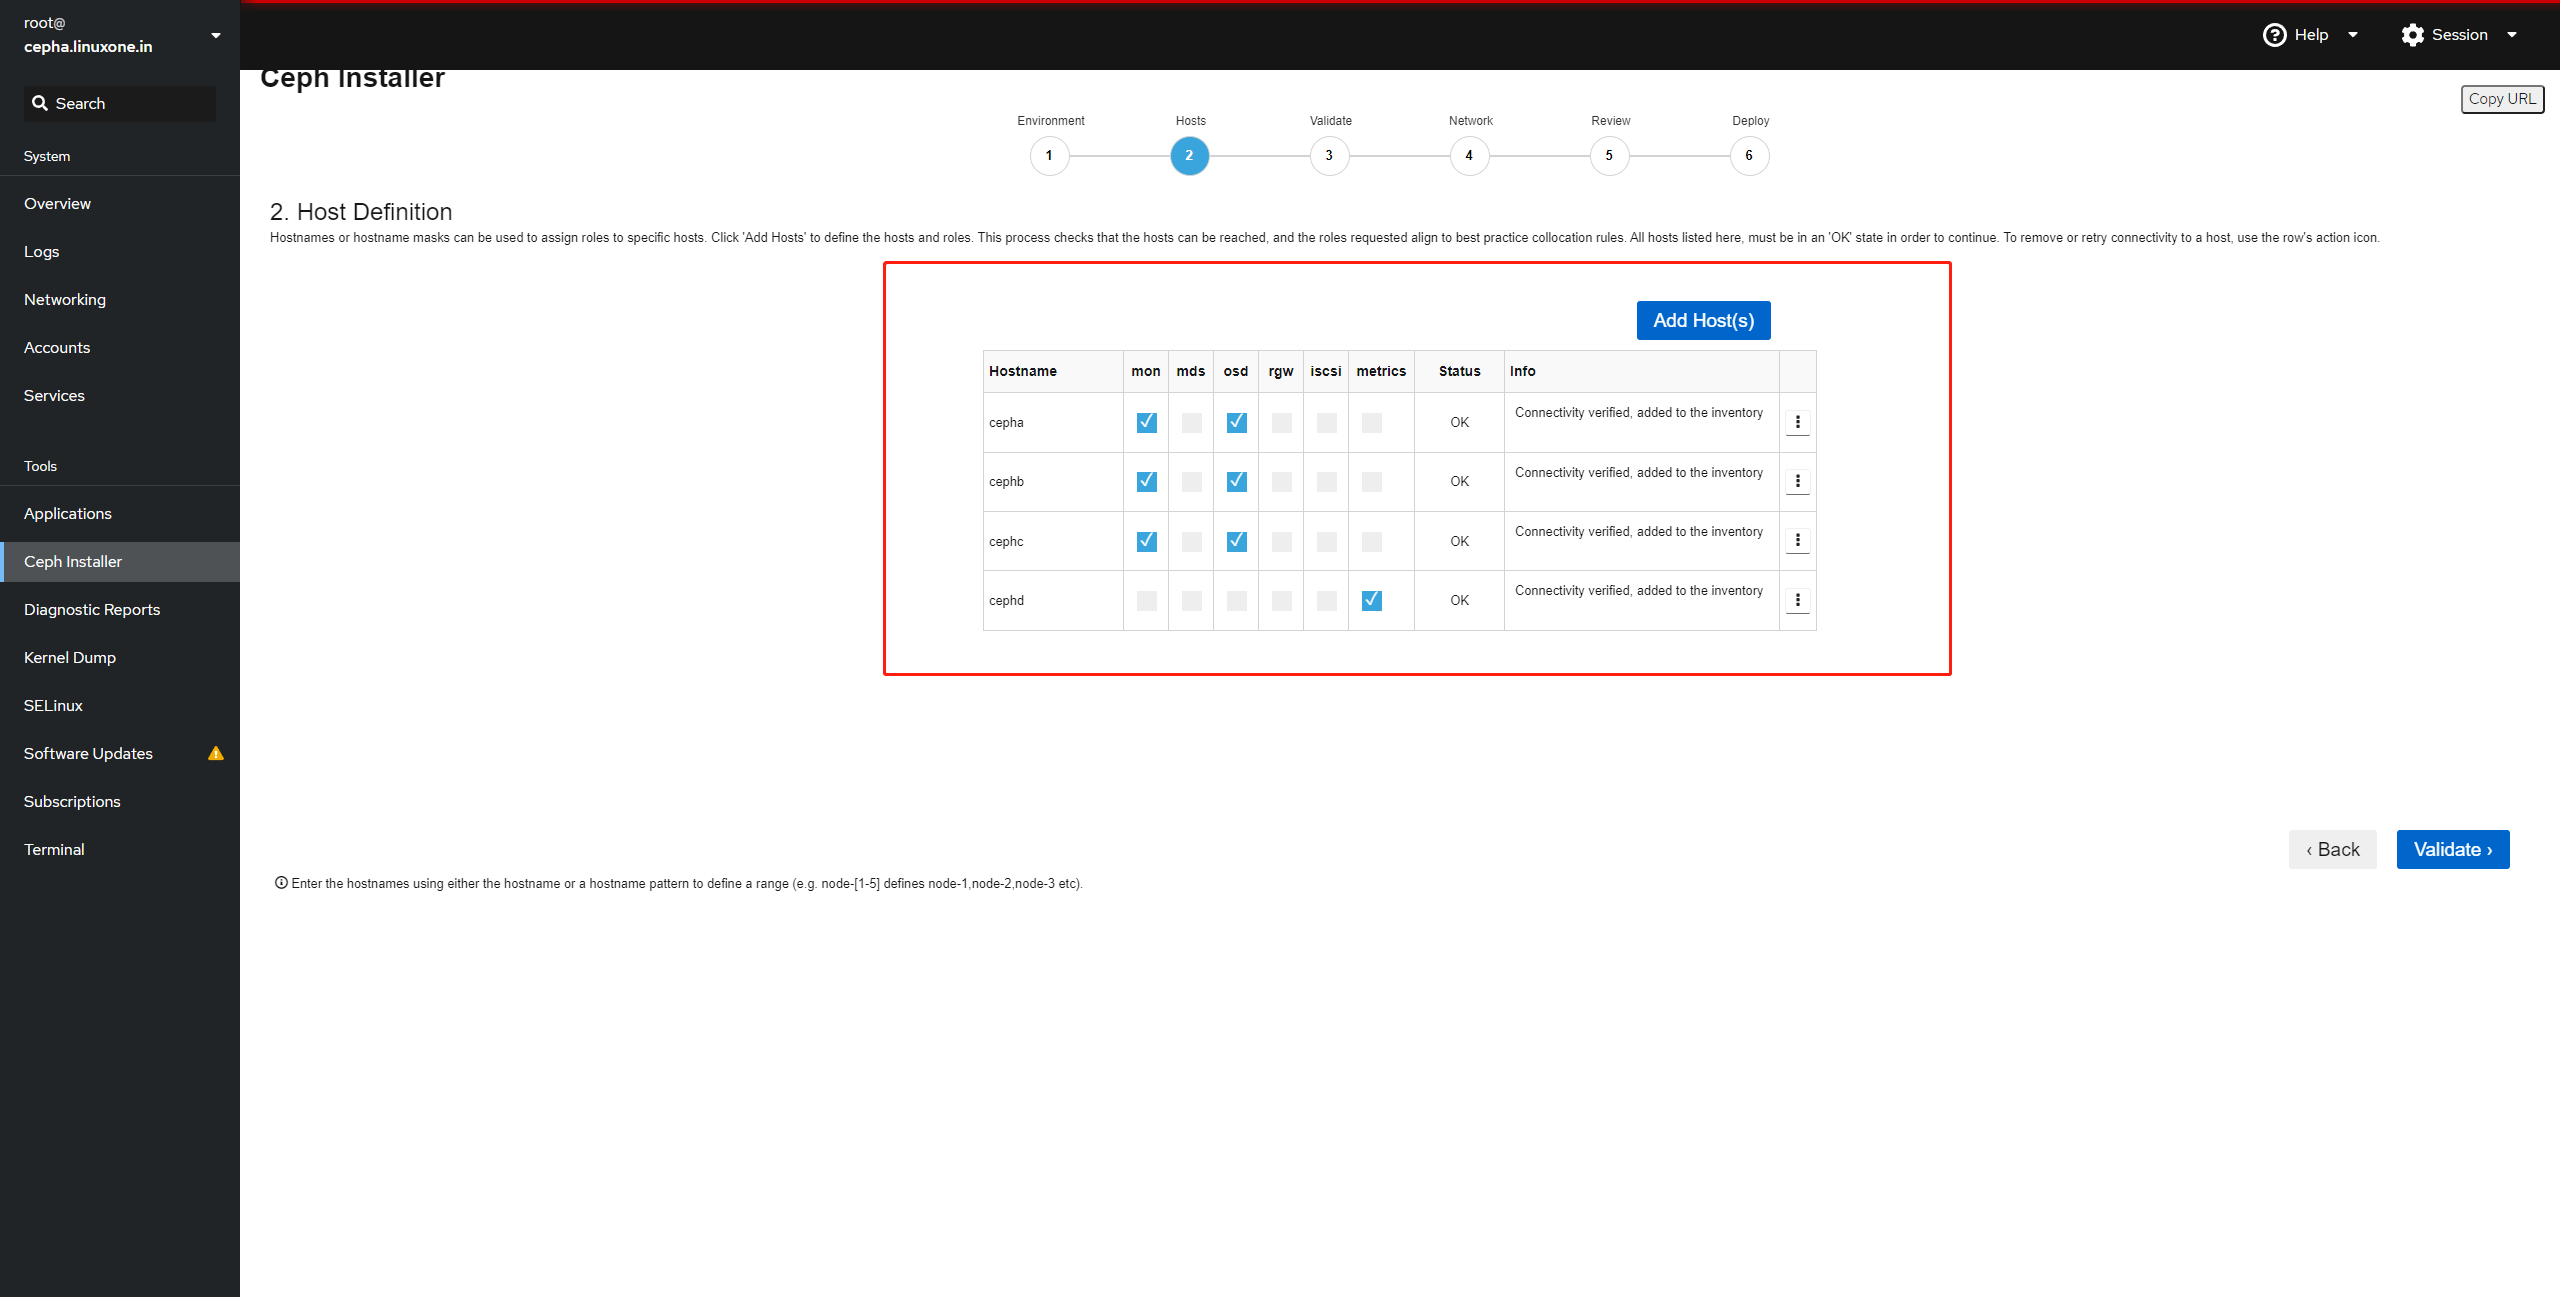 root@
cepha.linuxone.in
Search
System
Overview
Logs
Networking
Accounts
Services
Tools
Applications
Ceph Installer
Diagnostic Reports
Kernel Dump
SELinux
Software Updates
Subscriptions
Terminal
Help
Session
Ceph Installer
Copy URL
Environment Hosts Validate Network Review Deploy
1 2 3 4 5 6
2. Host Definition
Hostnames or hostname masks can be used to assign roles to specific hosts. Click 'Add Hosts' to define the hosts and roles. This process checks that the hosts can be reached, and the roles requested align to best practice collocation rules. All hosts listed here, must be in an 'OK' state in order to continue. To remove or retry connectivity to a host, use the row's action icon.
Add Host(s)
Hostname mon mds osd rgw iscsi metrics Status Info
cepha OK Connectivity verified, added to the inventory
cephb OK Connectivity verified, added to the inventory
cephc OK Connectivity verified, added to the inventory
cephd OK Connectivity verified, added to the inventory
‹ Back
Validate ›
Enter the hostnames using either the hostname or a hostname pattern to define a range (e.g. node-[1-5] defines node-1,node-2,node-3 etc).